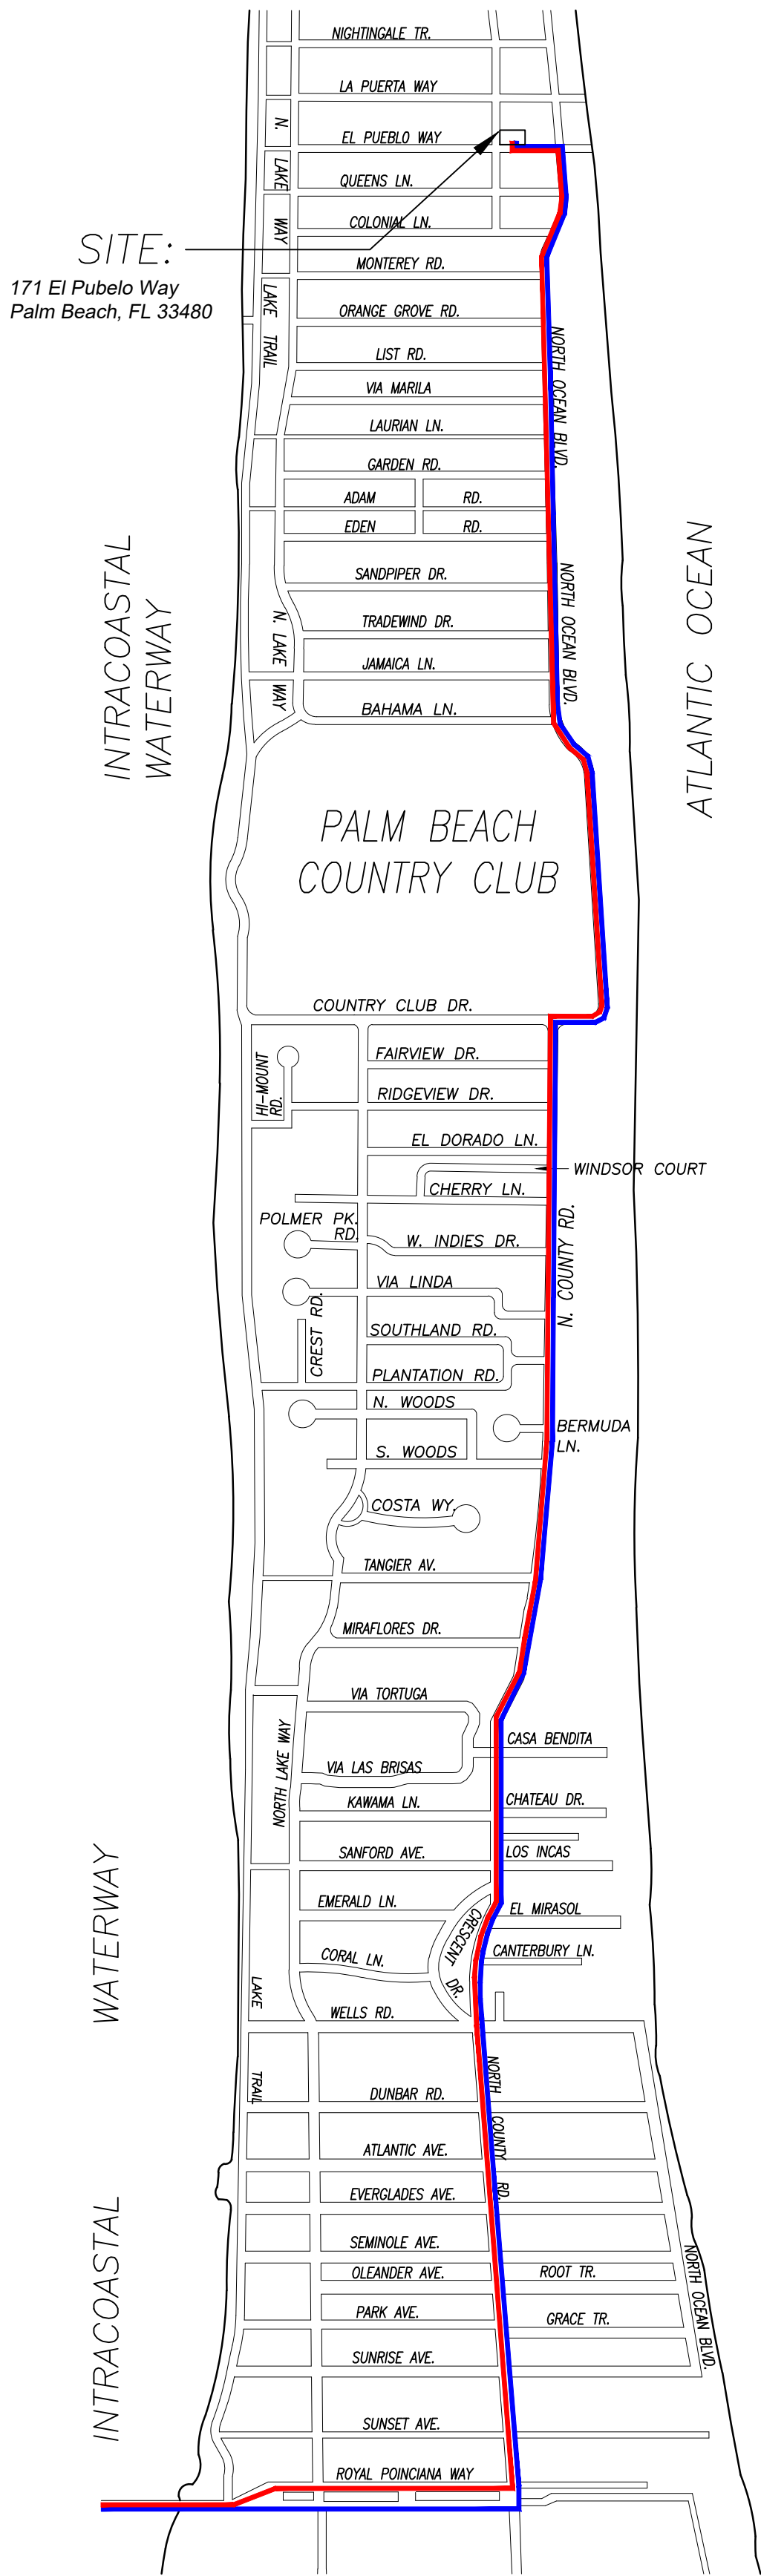 NIGHTINGALE TR.
LA PUERTA WAY
N.
EL PUEBLO WAY
LAKE
QUEENS LN.
WAY
COLONIAL LN.
SITE:
MONTEREY RD.
171 El Pubelo Way
Palm Beach, FL 33480
LAKE TRAIL
ORANGE GROVE RD.
NORTH OCEAN BLVD.
LIST RD.
VIA MARILA
LAURIAN LN.
GARDEN RD.
ADAM RD.
EDEN RD.
INTRACOASTAL
WATERWAY
ATLANTIC OCEAN
SANDPIPER DR.
NORTH OCEAN BLVD.
N. LAKE
WAY
TRADEWIND DR.
JAMAICA LN.
BAHAMA LN.
PALM BEACH
COUNTRY CLUB
COUNTRY CLUB DR.
HI-MOUNT
RD.
FAIRVIEW DR.
RIDGEVIEW DR.
EL DORADO LN.
WINDSOR COURT
CHERRY LN.
POLMER PK.
RD.
W. INDIES DR.
N. COUNTY RD.
VIA LINDA
CREST RD.
SOUTHLAND RD.
PLANTATION RD.
N. WOODS
BERMUDA
LN.
S. WOODS
COSTA WY.
TANGIER AV.
MIRAFLORES DR.
VIA TORTUGA
NORTH LAKE WAY
CASA BENDITA
VIA LAS BRISAS
KAWAMA LN.
CHATEAU DR.
SANFORD AVE.
LOS INCAS
WATERWAY
EMERALD LN.
CRESCENT
DR.
EL MIRASOL
CORAL LN.
CANTERBURY LN.
LAKE
TRAIL
WELLS RD.
NORTH
COUNTY
RD.
DUNBAR RD.
ATLANTIC AVE.
EVERGLADES AVE.
INTRACOASTAL
SEMINOLE AVE.
NORTH OCEAN BLVD.
OLEANDER AVE.
ROOT TR.
PARK AVE.
GRACE TR.
SUNRISE AVE.
SUNSET AVE.
ROYAL POINCIANA WAY